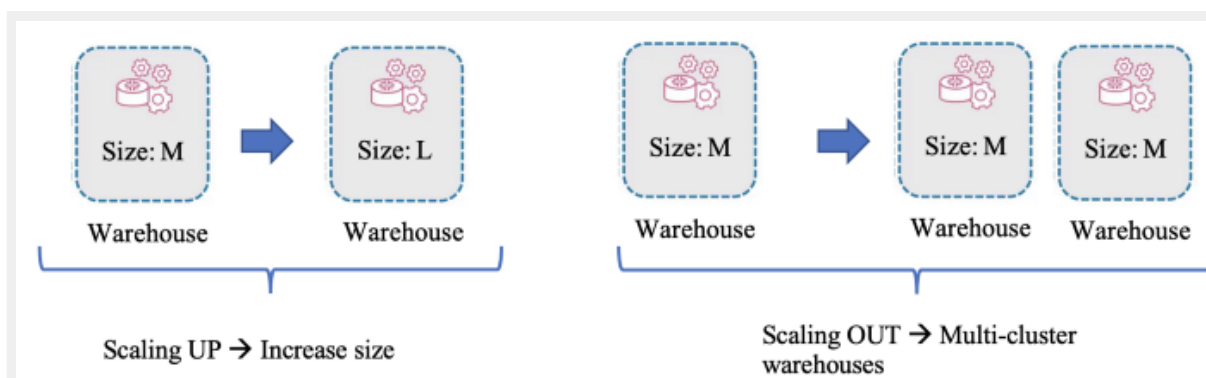 Size: M
Size: L
Size: M
Size: M
Size: M
Warehouse
Warehouse
Warehouse
Warehouse
Warehouse
Scaling UP → Increase size
Scaling OUT → Multi-cluster
warehouses